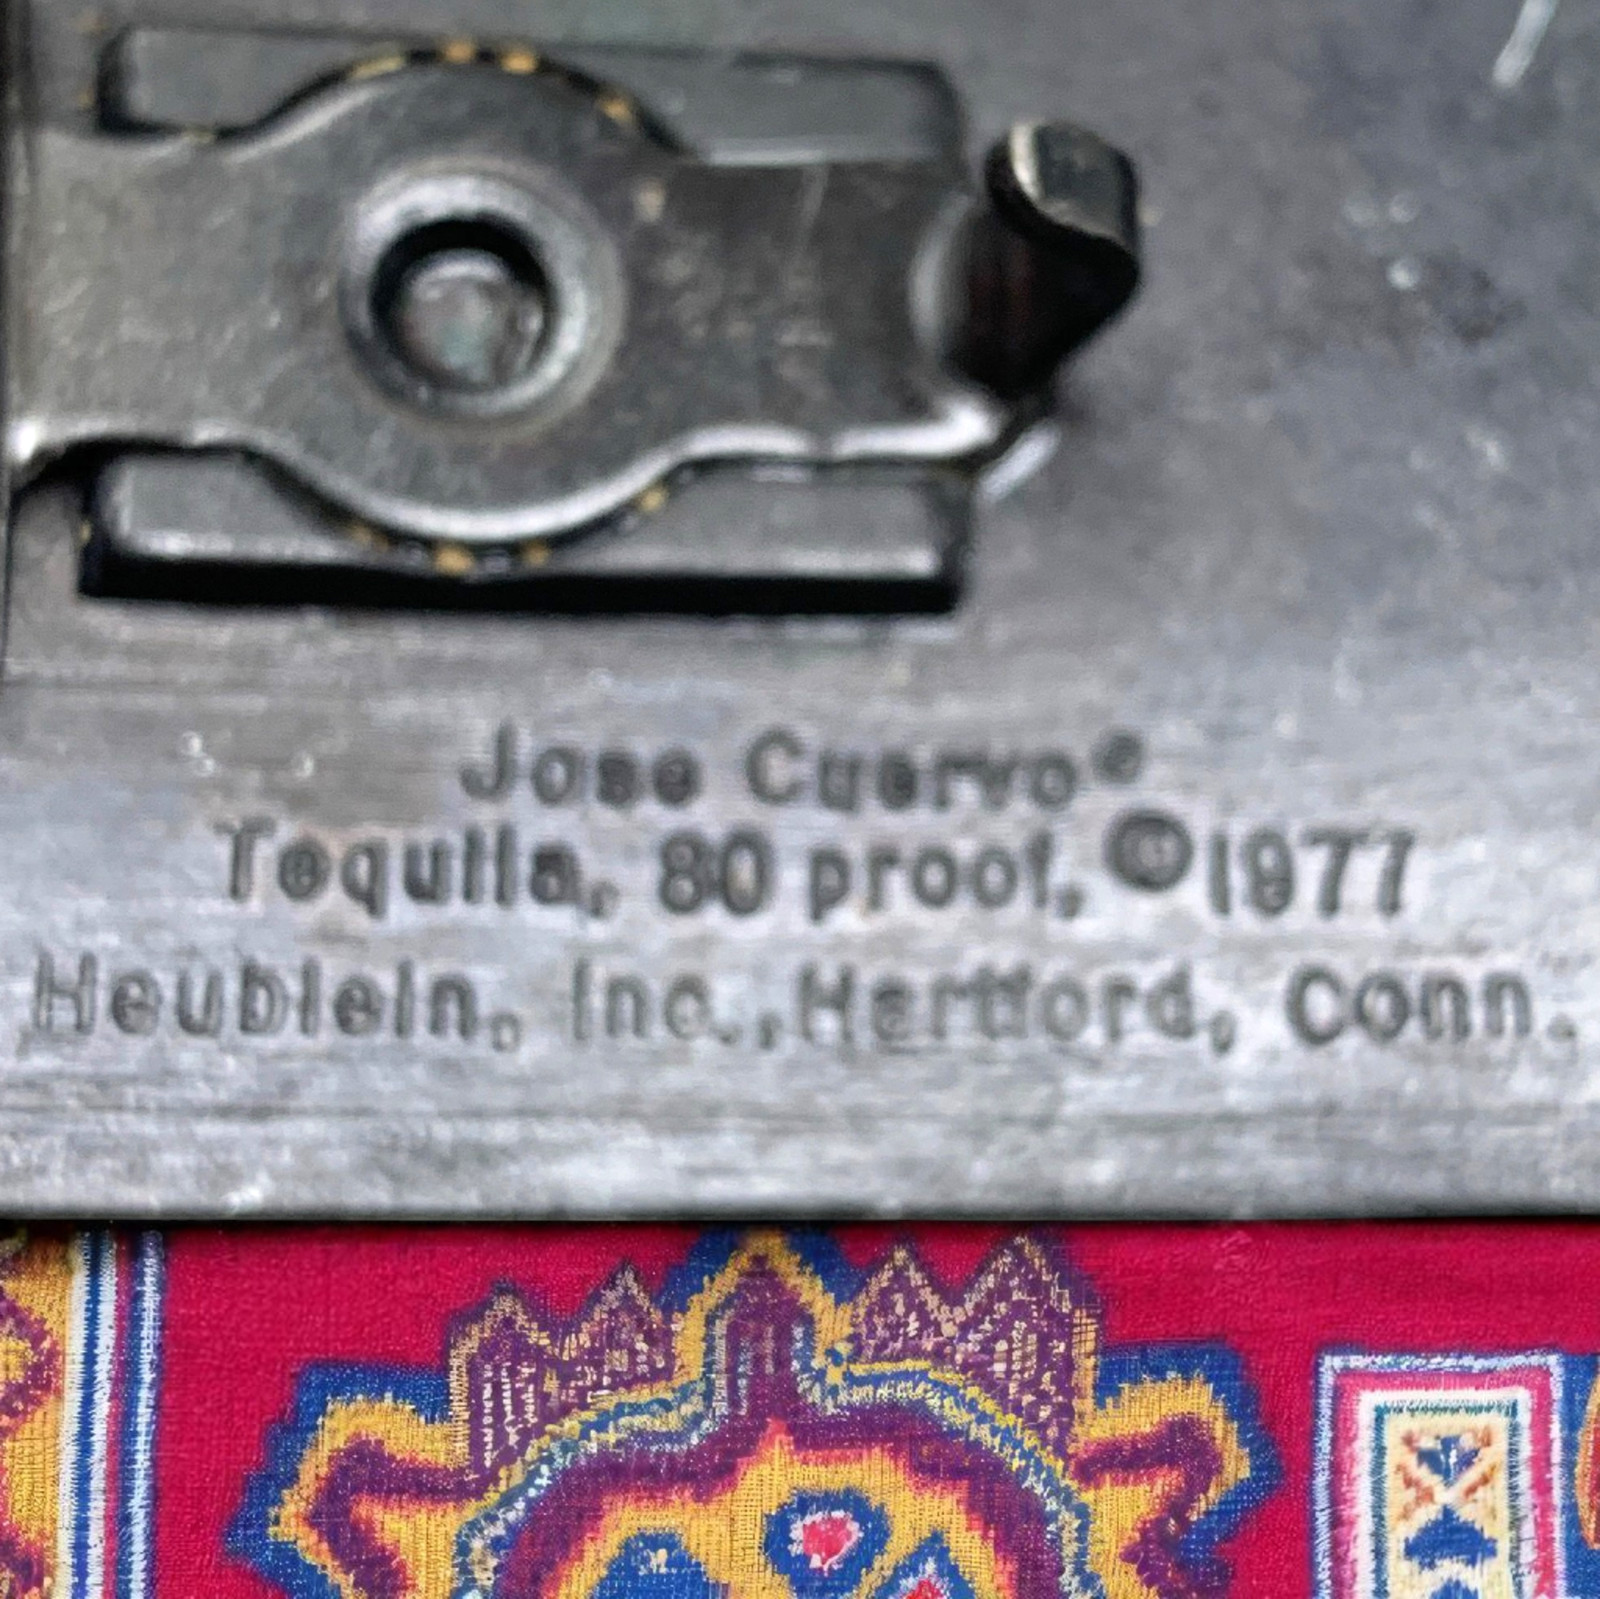 Jose Cuervo®
Tequila, 80 proof, ©1977
Heublein, Inc., Hartford, Conn.